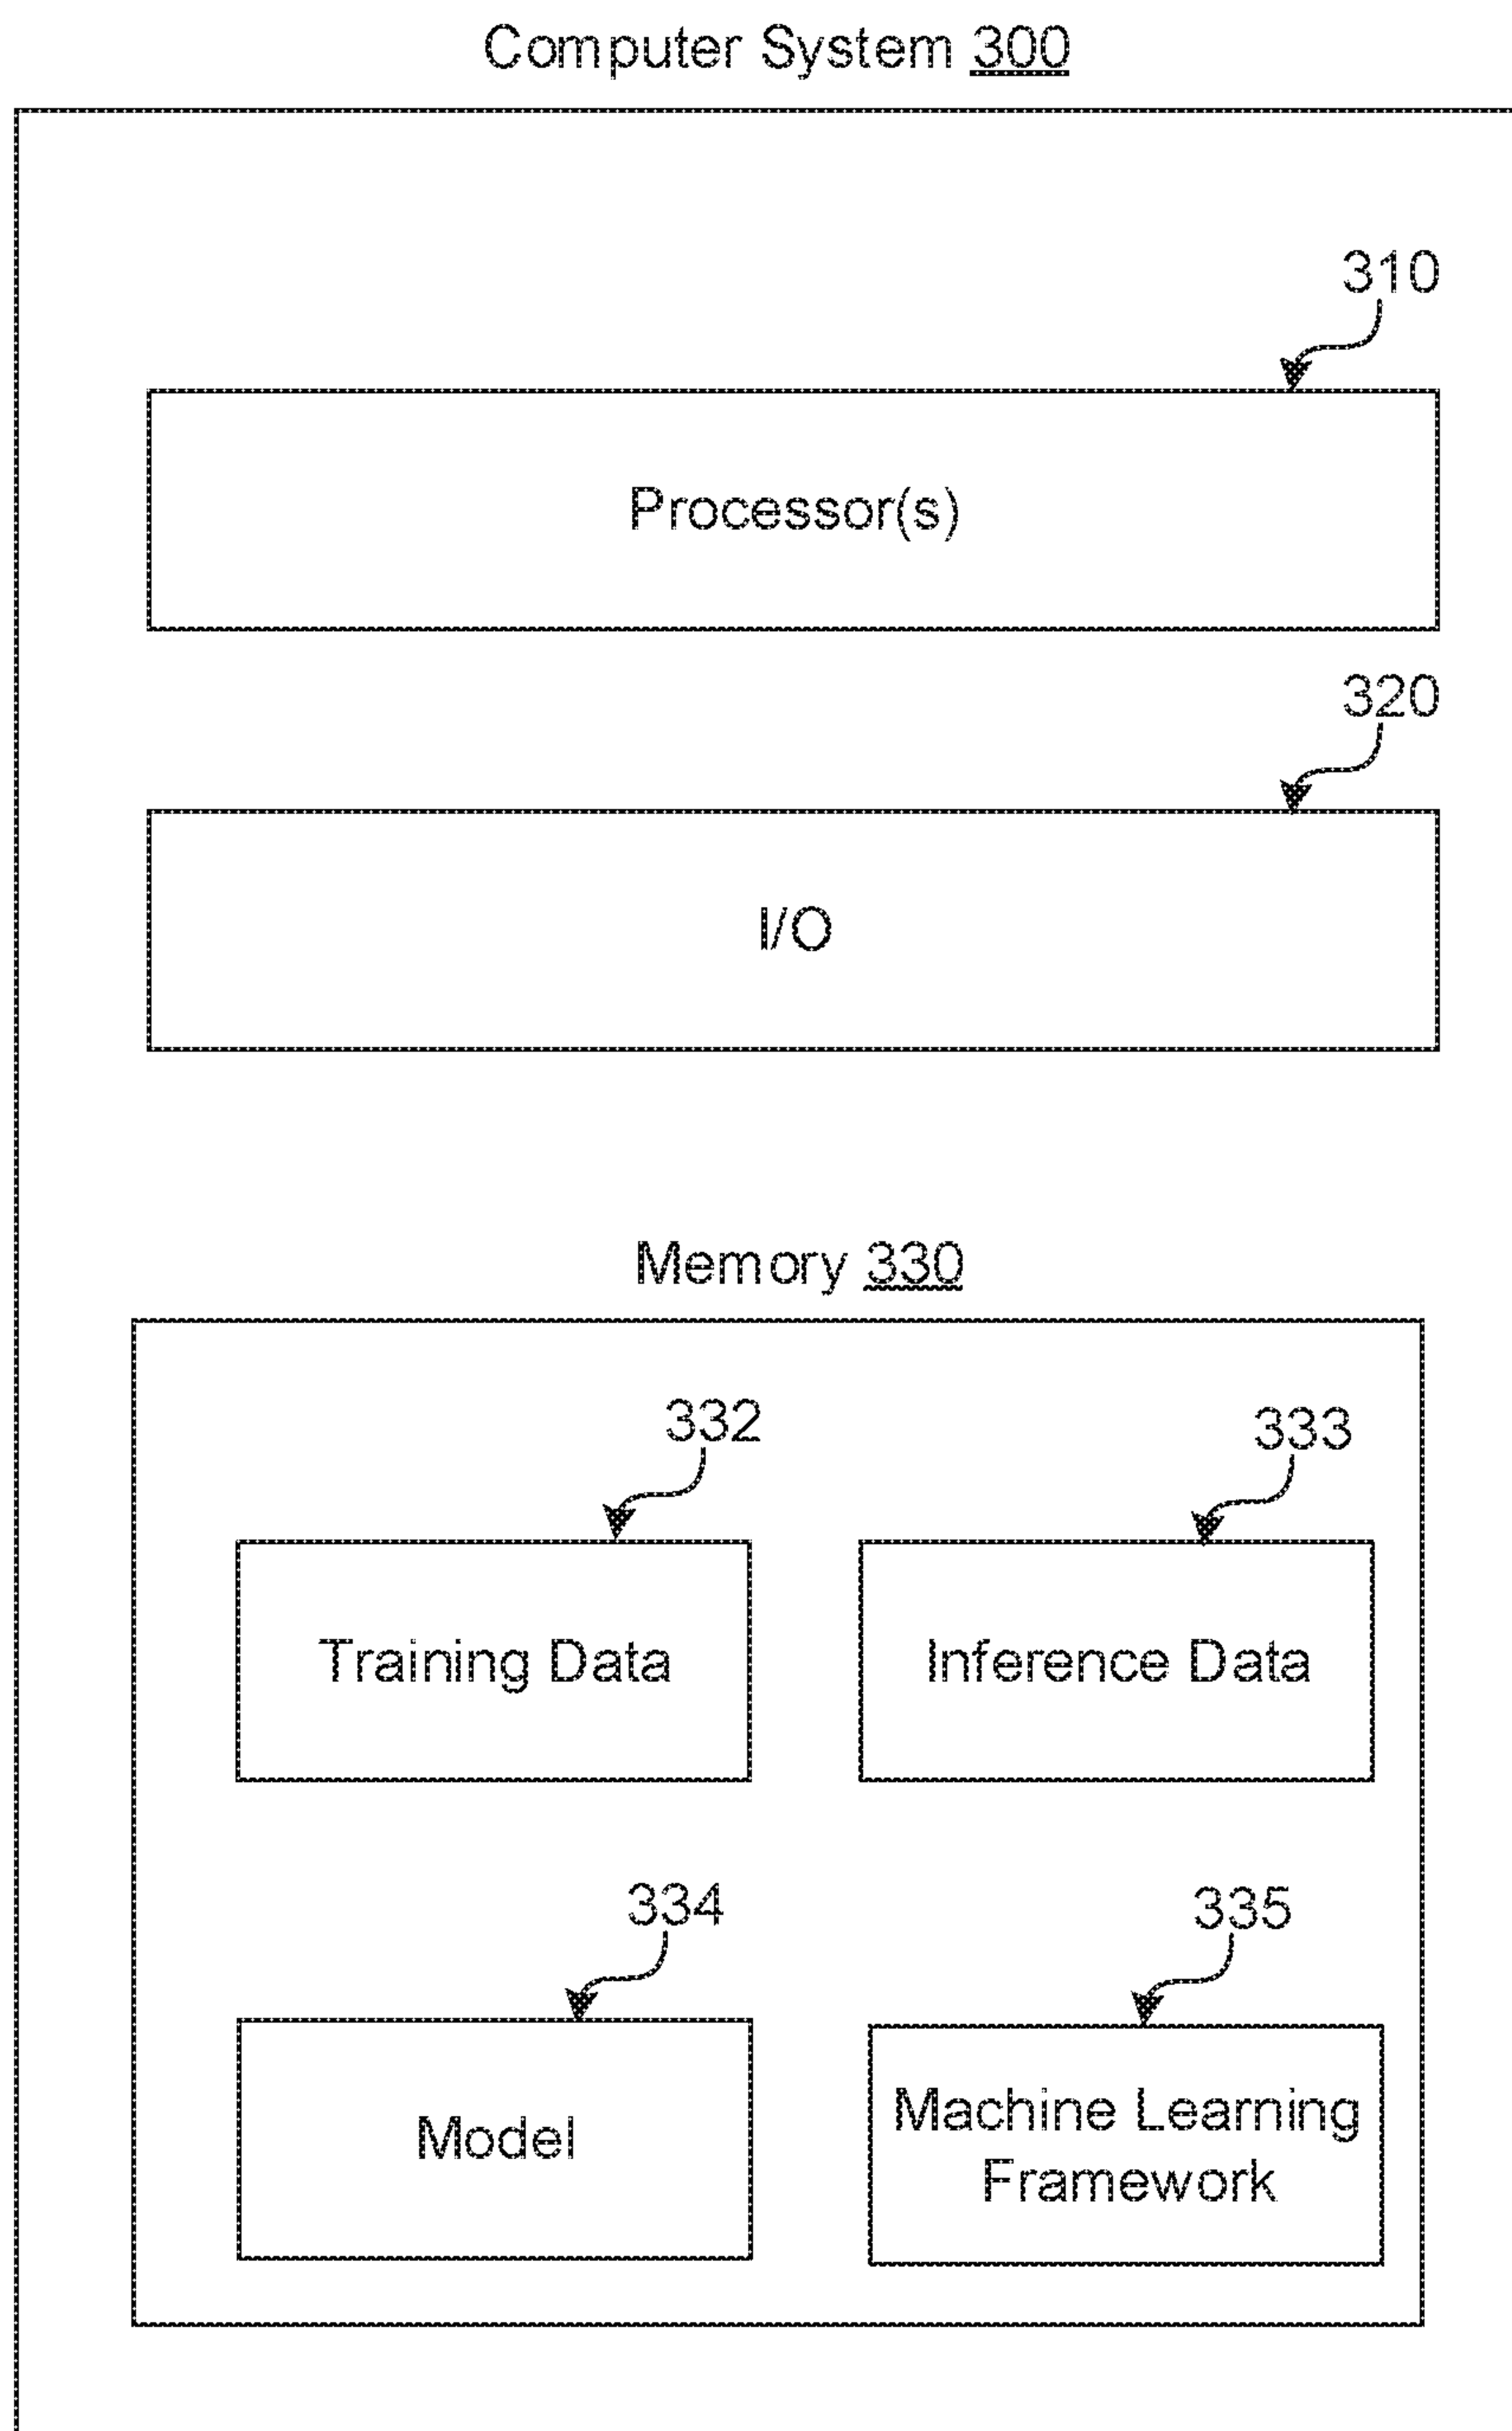 Computer System 300
310
Processor(s)
320
I/O
Memory 330
332
333
Training Data
Inference Data
334
335
Model
Machine Learning
Framework